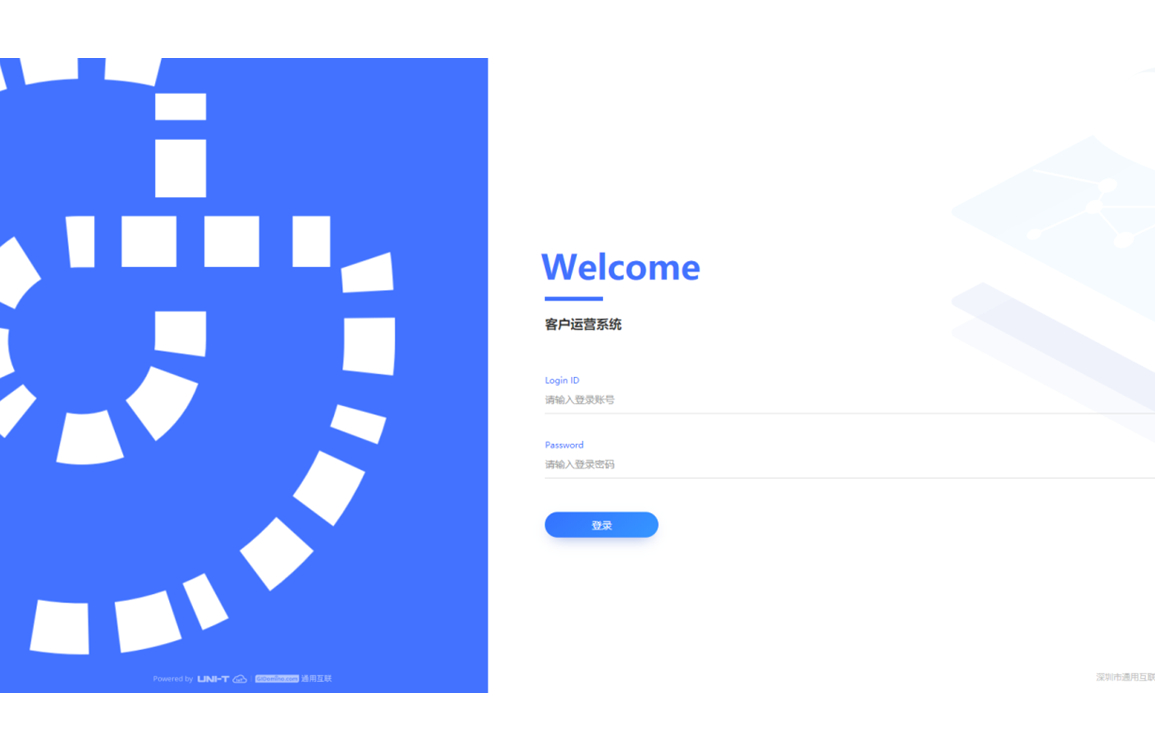 Welcome
客户运营系统
Login ID
请输入登录账号
Password
请输入登录密码
登录
Powered by UNI-T 通用互联
深圳市通用互联